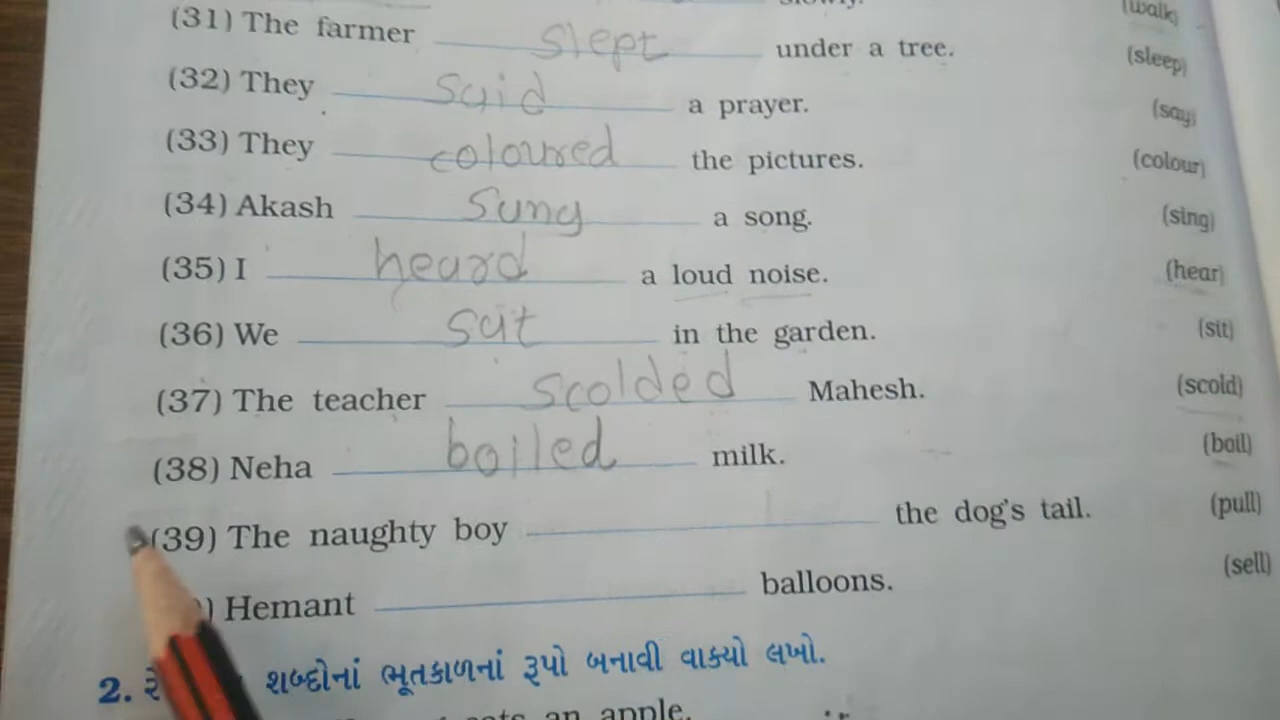 slowly. (walk)
(31) The farmer slept under a tree. (sleep)
(32) They said a prayer. (say)
(33) They coloured the pictures. (colour)
(34) Akash sung a song. (sing)
(35) I heard a loud noise. (hear)
(36) We sat in the garden. (sit)
(37) The teacher scolded Mahesh. (scold)
(38) Neha boiled milk. (boil)
(39) The naughty boy the dog's tail. (pull)
) Hemant balloons. (sell)
2. શબ્દોનાં ભૂતકાળનાં રૂપો બનાવી વાક્યો લખો.
an apple.